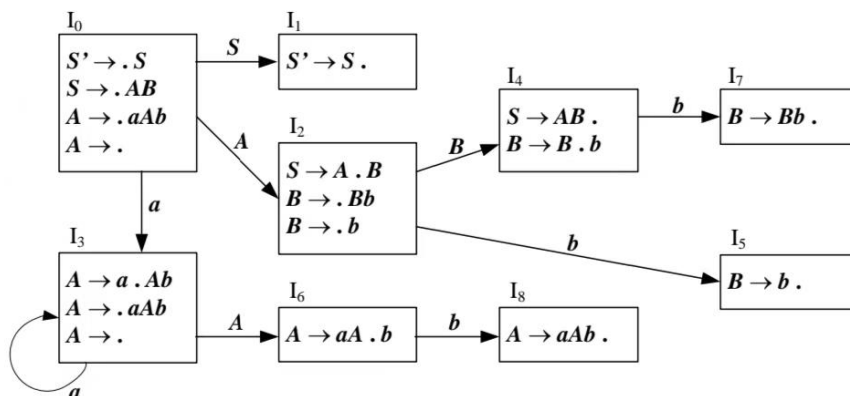 I₀
S' → . S
S → . AB
A → . aAb
A → .
S
I₁
S' → S .
A
I₂
S → A . B
B → . Bb
B → . b
B
I₄
S → AB .
B → B . b
b
I₇
B → Bb .
b
I₅
B → b .
a
I₃
A → a . Ab
A → . aAb
A → .
a
A
I₆
A → aA . b
b
I₈
A → aAb .